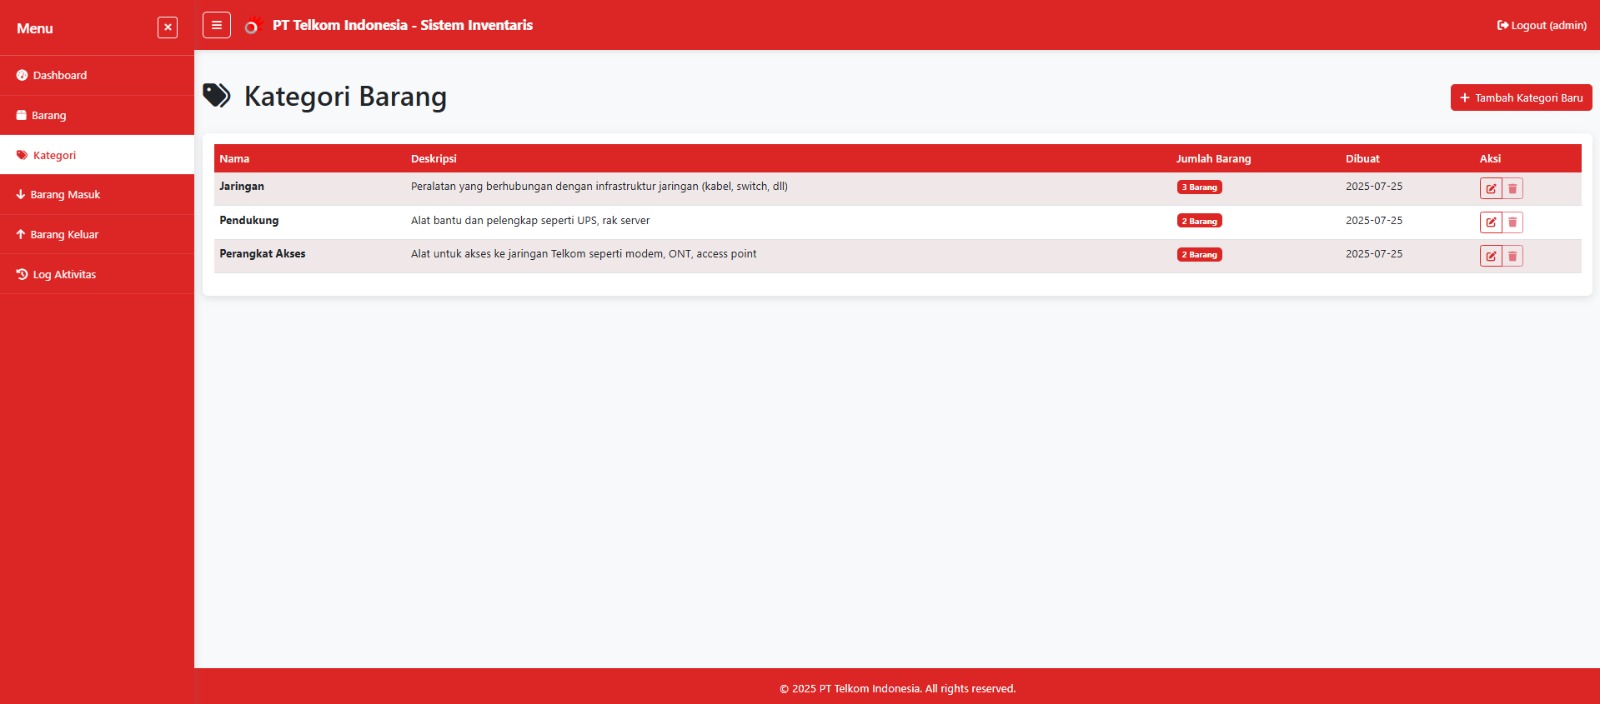 Menu
PT Telkom Indonesia - Sistem Inventaris
Logout (admin)
Dashboard
Barang
Kategori
Barang Masuk
Barang Keluar
Log Aktivitas
Kategori Barang
+ Tambah Kategori Baru
Nama Deskripsi Jumlah Barang Dibuat Aksi
Jaringan Peralatan yang berhubungan dengan infrastruktur jaringan (kabel, switch, dll) 3 Barang 2025-07-25
Pendukung Alat bantu dan pelengkap seperti UPS, rak server 2 Barang 2025-07-25
Perangkat Akses Alat untuk akses ke jaringan Telkom seperti modem, ONT, access point 2 Barang 2025-07-25
© 2025 PT Telkom Indonesia. All rights reserved.